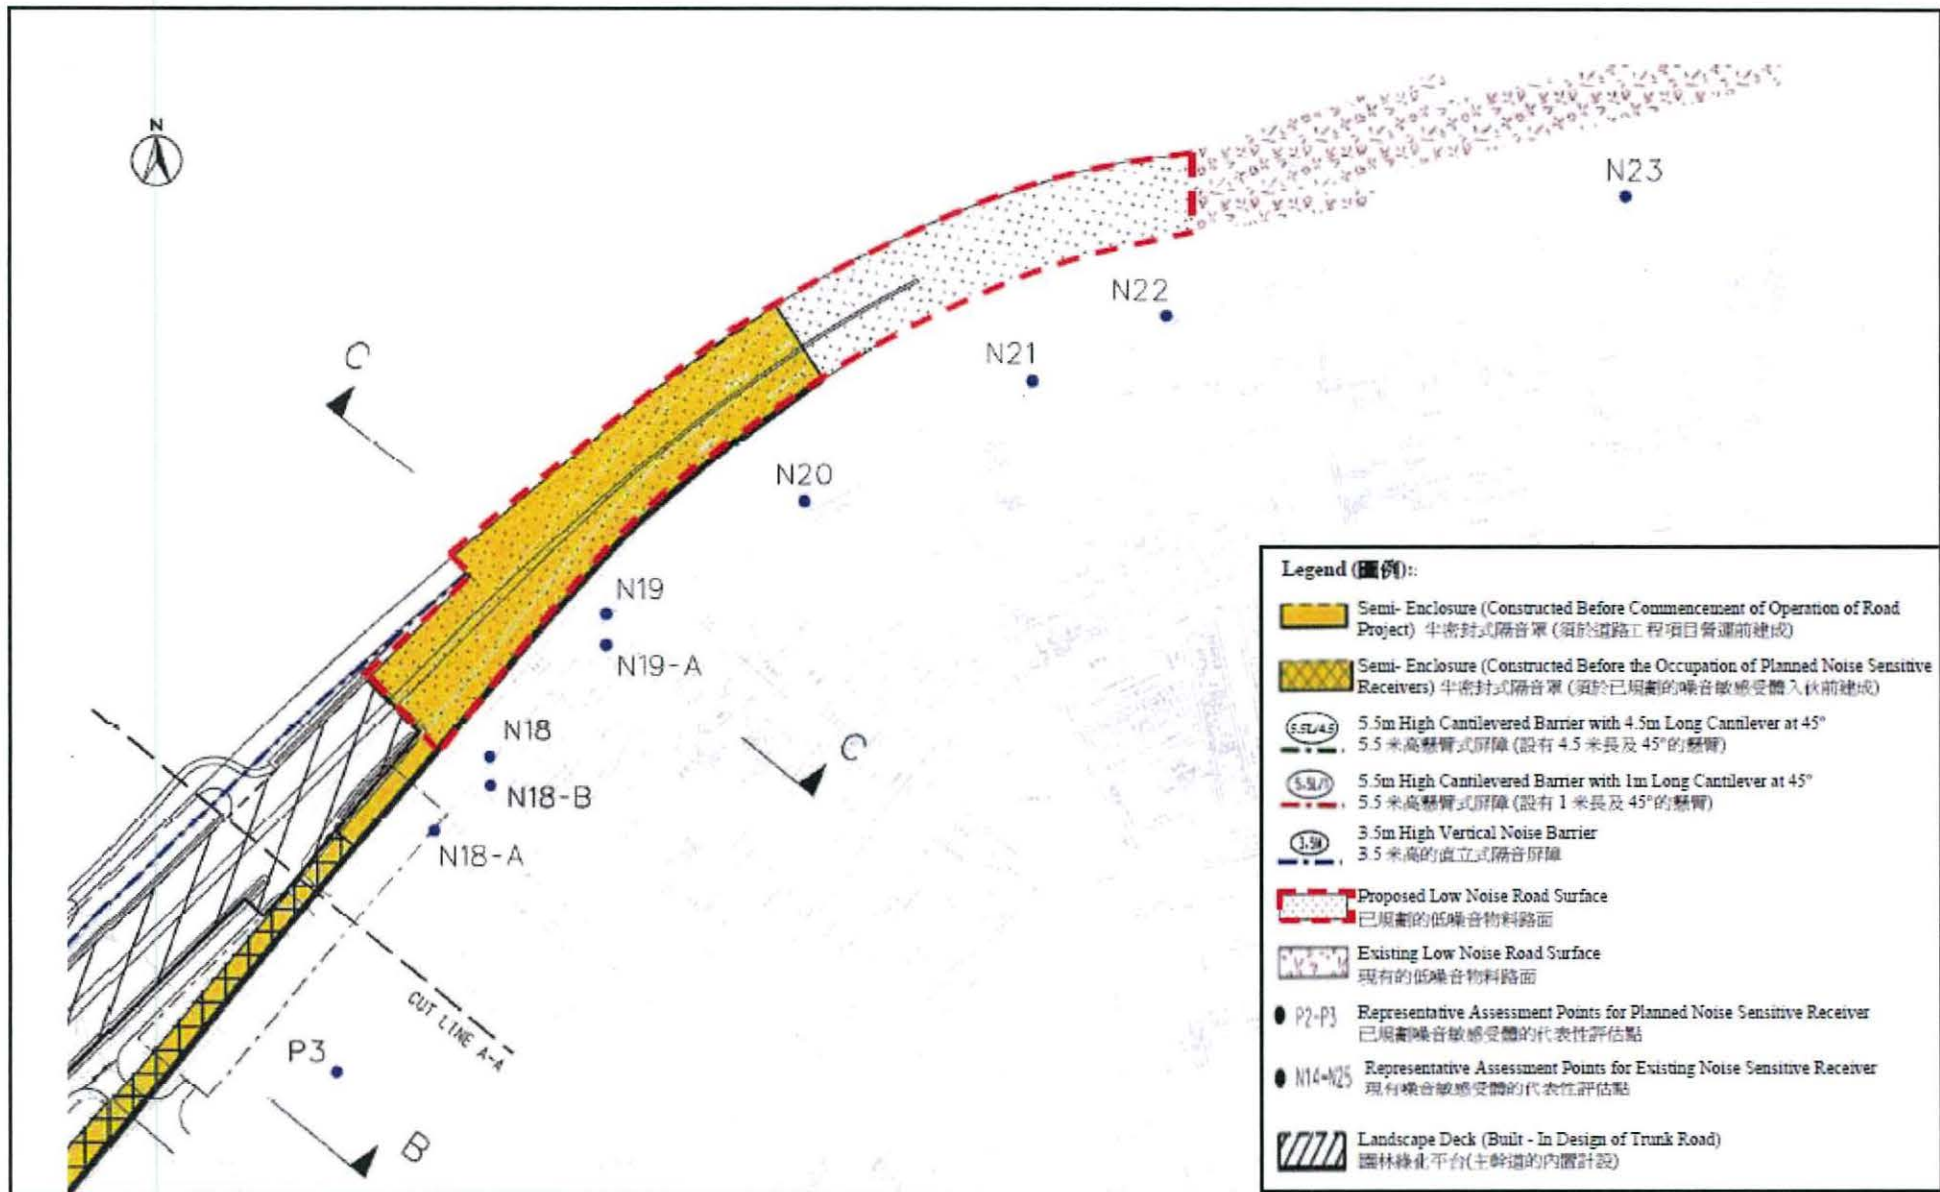 N
N23
N22
N21
C
N20
N19
N19-A
C
N18
N18-B
N18-A
CUT LINE A-A
P3
B
Legend (圖例)::
Semi- Enclosure (Constructed Before Commencement of Operation of Road
Project) 半密封式隔音罩 (須於道路工程項目營運前建成)
Semi- Enclosure (Constructed Before the Occupation of Planned Noise Sensitive
Receivers) 半密封式隔音罩 (須於已規劃的噪音敏感受體入伙前建成)
5.5L/4.5
5.5m High Cantilevered Barrier with 4.5m Long Cantilever at 45°
5.5 米高懸臂式屏障 (設有 4.5 米長及 45°的懸臂)
5.5L/1
5.5m High Cantilevered Barrier with 1m Long Cantilever at 45°
5.5 米高懸臂式屏障 (設有 1 米長及 45°的懸臂)
3.5m High Vertical Noise Barrier
3.5 米高的直立式隔音屏障
Proposed Low Noise Road Surface
已規劃的低噪音物料路面
Existing Low Noise Road Surface
現有的低噪音物料路面
P2-P3 Representative Assessment Points for Planned Noise Sensitive Receiver
已規劃噪音敏感受體的代表性評估點
N14-N25 Representative Assessment Points for Existing Noise Sensitive Receiver
現有噪音敏感受體的代表性評估點
Landscape Deck (Built - In Design of Trunk Road)
園林綠化平台(主幹道的內置計設)